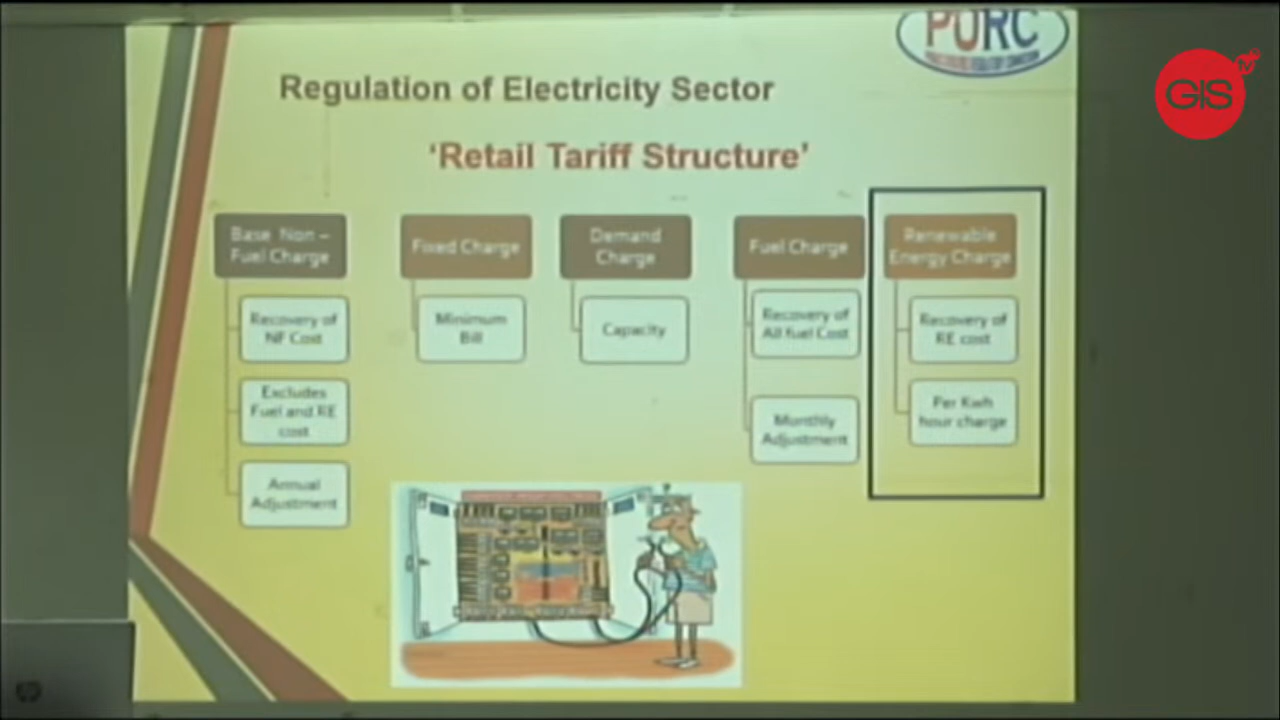 PURC
GIS
TV
Regulation of Electricity Sector
‘Retail Tariff Structure’
Base Non –
Fuel Charge
Recovery of
NF Cost
Excludes
Fuel and RE
cost
Annual
Adjustment
Fixed Charge
Minimum
Bill
Demand
Charge
Capacity
Fuel Charge
Recovery of
All fuel Cost
Monthly
Adjustment
Renewable
Energy Charge
Recovery of
RE cost
Per Kwh
hour charge
hp